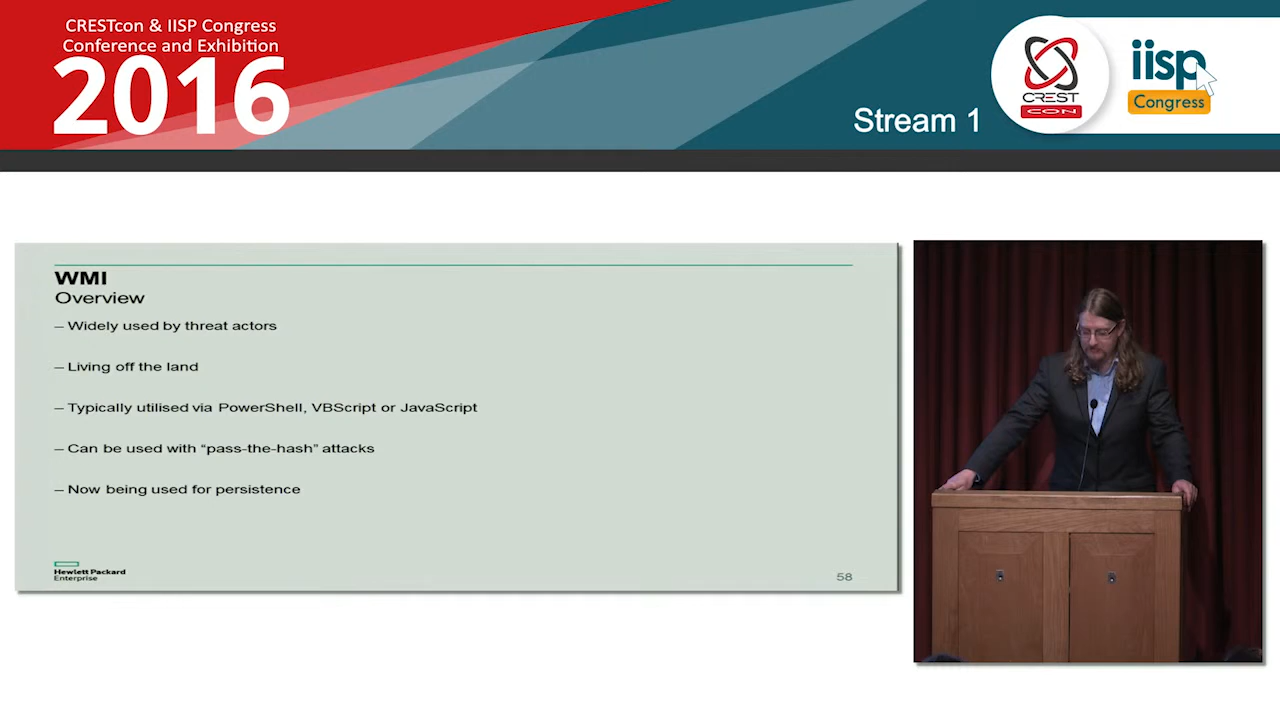 CRESTcon & IISP Congress
Conference and Exhibition
2016
Stream 1
CREST
CON
iisp
Congress
WMI
Overview
– Widely used by threat actors
– Living off the land
– Typically utilised via PowerShell, VBScript or JavaScript
– Can be used with “pass-the-hash” attacks
– Now being used for persistence
Hewlett Packard
Enterprise
58